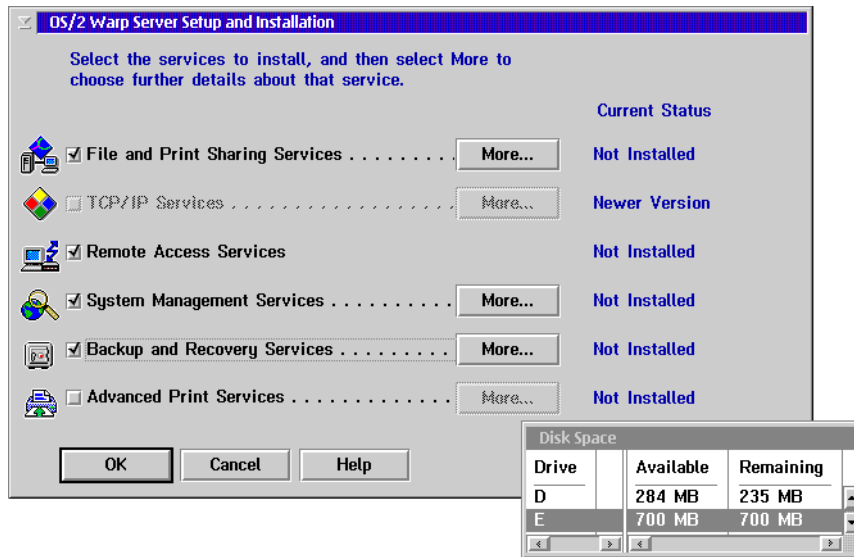 OS/2 Warp Server Setup and Installation
Select the services to install, and then select More to
choose further details about that service.
Current Status
File and Print Sharing Services . . . . . . . . . More... Not Installed
TCP/IP Services . . . . . . . . . . . . . . . . . . . More... Newer Version
Remote Access Services Not Installed
System Management Services . . . . . . . . . . More... Not Installed
Backup and Recovery Services . . . . . . . . . More... Not Installed
Advanced Print Services . . . . . . . . . . . . . More... Not Installed
OK Cancel Help
Disk Space
Drive Available Remaining
D 284 MB 235 MB
E 700 MB 700 MB